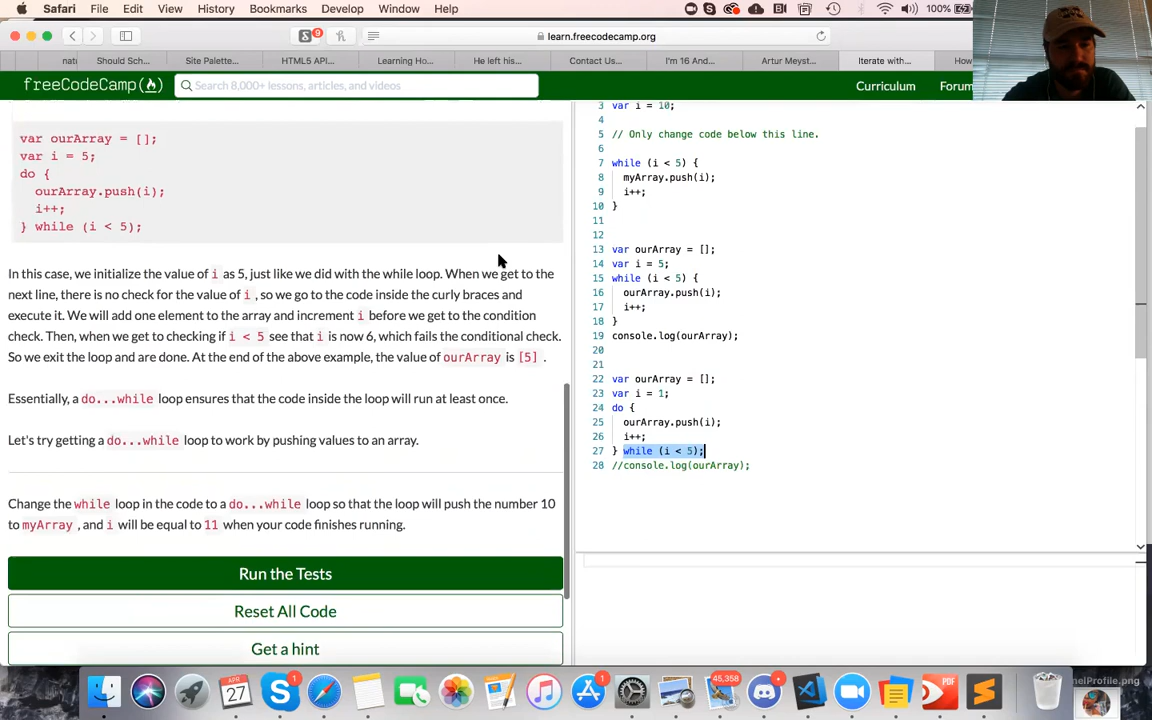 Safari File Edit View History Bookmarks Develop Window Help 100%
9 learn.freecodecamp.org
nati Should Sch... Site Palette... HTML5 API... Learning Ho... He left his... Contact Us... I'm 16 And... Artur Meyst... Iterate with... How
freeCodeCamp Search 8,000+ lessons, articles, and videos Curriculum Forum
var ourArray = [];
var i = 5;
do {
ourArray.push(i);
i++;
} while (i < 5);
In this case, we initialize the value of i as 5, just like we did with the while loop. When we get to the
next line, there is no check for the value of i , so we go to the code inside the curly braces and
execute it. We will add one element to the array and increment i before we get to the condition
check. Then, when we get to checking if i < 5 see that i is now 6, which fails the conditional check.
So we exit the loop and are done. At the end of the above example, the value of ourArray is [5] .
Essentially, a do...while loop ensures that the code inside the loop will run at least once.
Let's try getting a do...while loop to work by pushing values to an array.
Change the while loop in the code to a do...while loop so that the loop will push the number 10
to myArray , and i will be equal to 11 when your code finishes running.
Run the Tests
Reset All Code
Get a hint
3 var i = 10;
4
5 // Only change code below this line.
6
7 while (i < 5) {
8 myArray.push(i);
9 i++;
10 }
11
12
13 var ourArray = [];
14 var i = 5;
15 while (i < 5) {
16 ourArray.push(i);
17 i++;
18 }
19 console.log(ourArray);
20
21
22 var ourArray = [];
23 var i = 1;
24 do {
25 ourArray.push(i);
26 i++;
27 } while (i < 5);
28 //console.log(ourArray);
APR 27 1 1 45,358 PDF
nelProfile.png